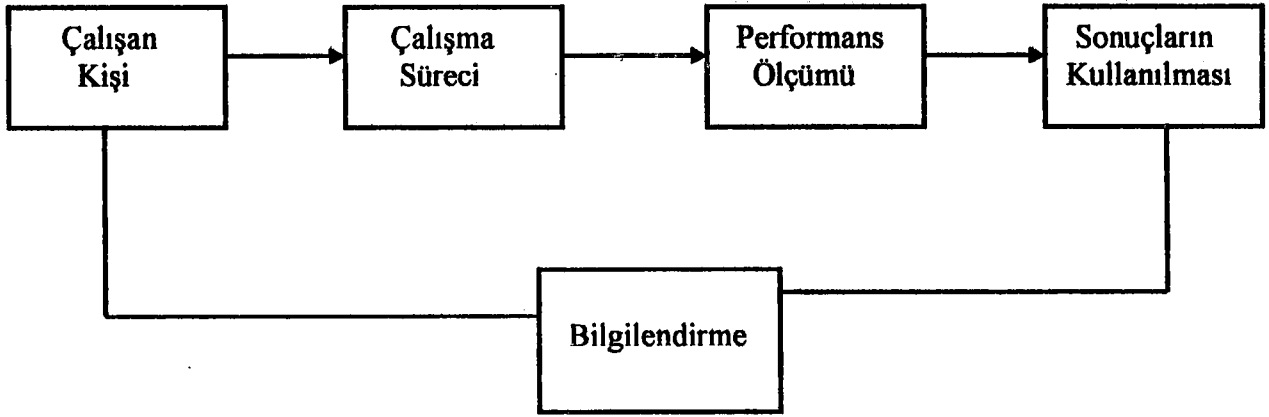 Çalışan
Kişi
Çalışma
Süreci
Performans
Ölçümü
Sonuçların
Kullanılması
Bilgilendirme